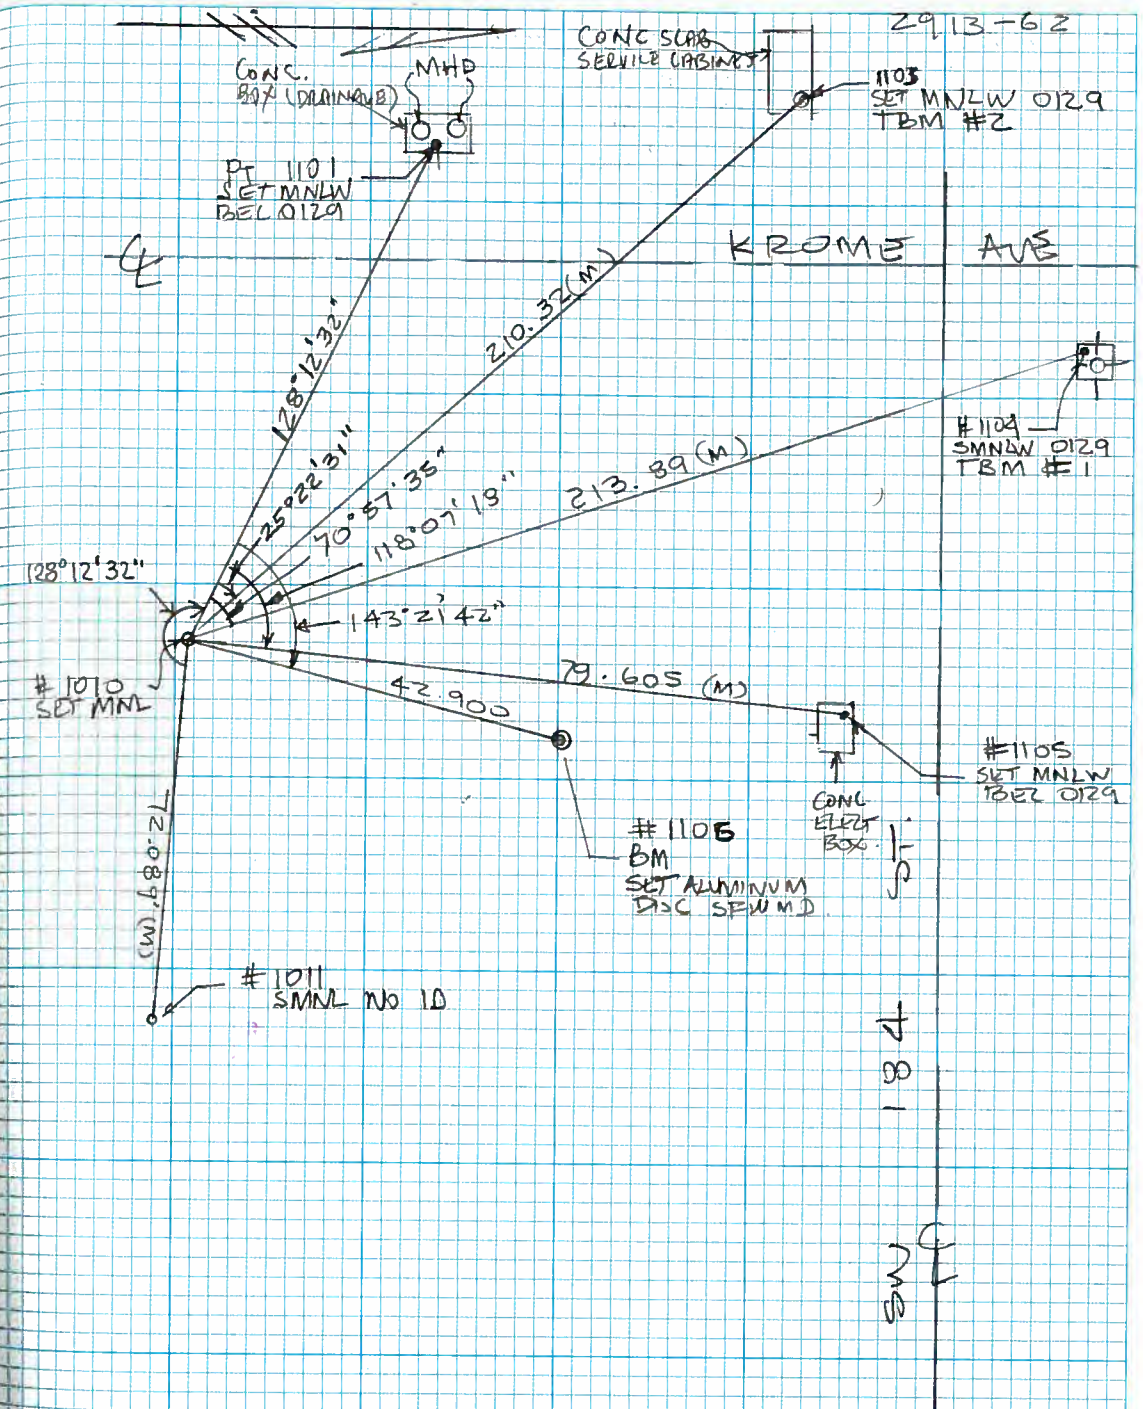 2913-62
CONC SLAB
SERVICE CABINET
1103
SET MNLW 0129
TBM #2
CONC.
BOX (DRAINAGE)
MHD
PT 1101
SET MNLW
BEL 0129
KROME AVE
210.32(M)
128°12'32"
#1104
SMNLW 0129
TBM #1
213.89 (M)
25°22'31"
70°57'35"
118°07'13"
128°12'32"
143°21'42"
#1010
SET MNL
79.605 (M)
42.900
#1105
SET MNLW
BEL 0129
CONC
ELECT
BOX
#1106
BM
SET ALUMINUM
DISC SEWMD
72.089'(M)
#1011
SMNL NO ID
SW 184 ST.